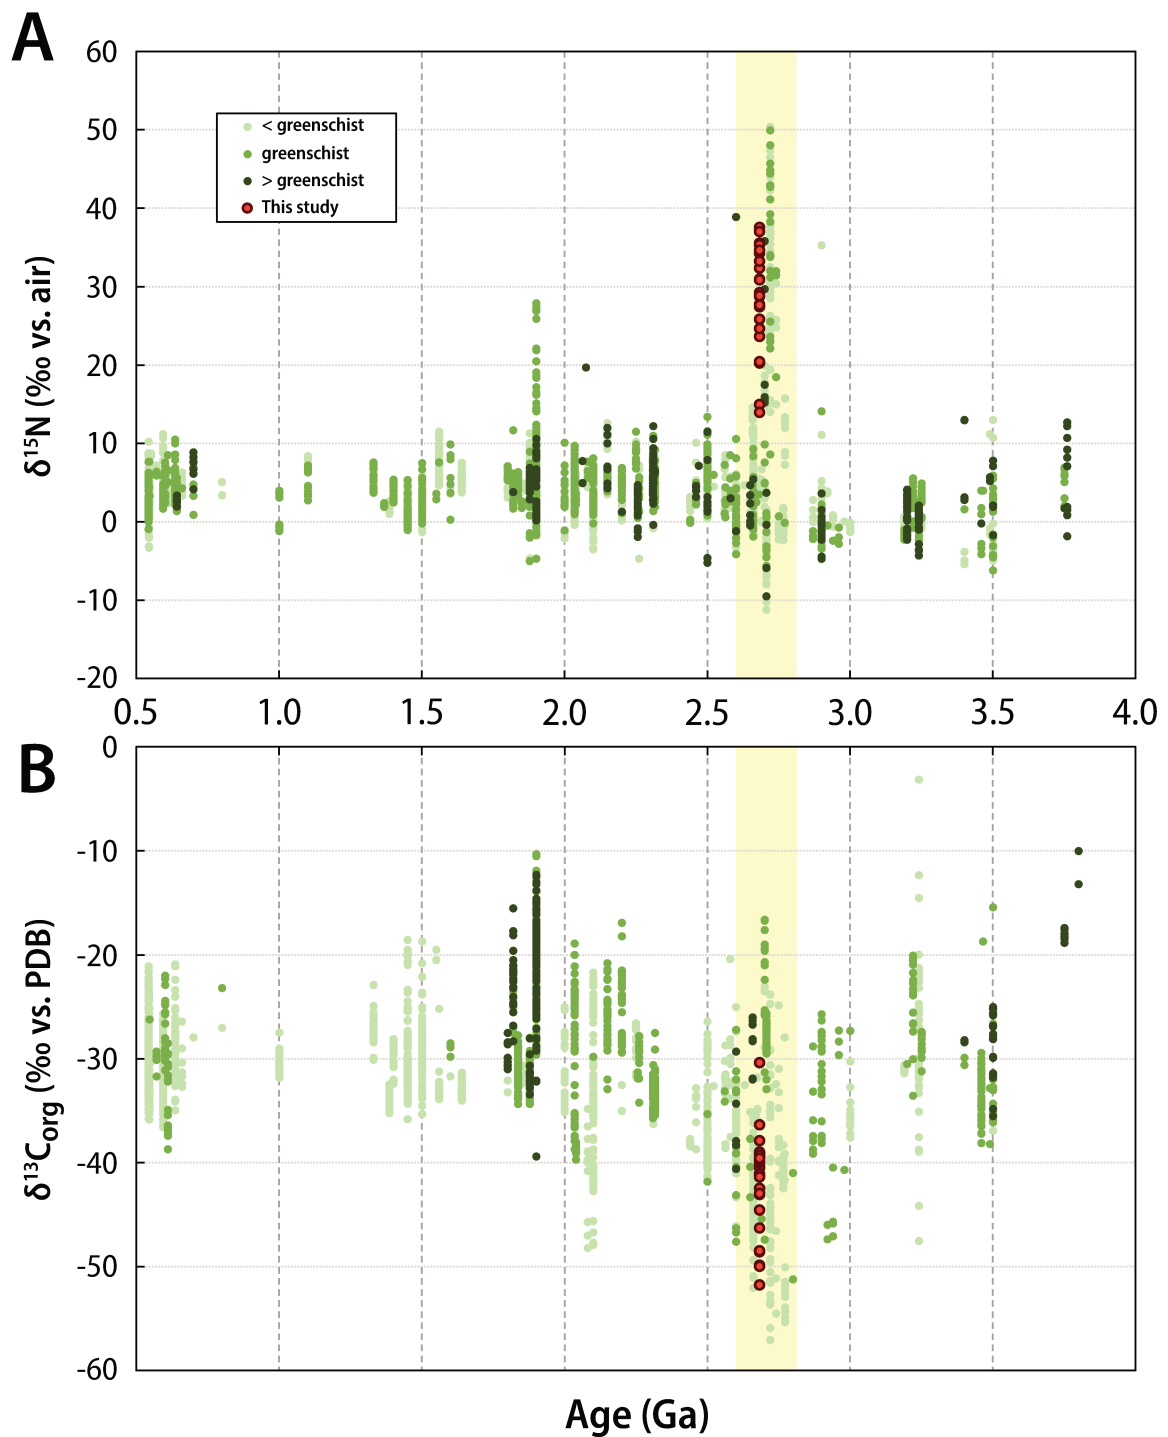 A
60
50
40
30
20
10
0
-10
-20
δ¹⁵N (‰ vs. air)
< greenschist
greenschist
> greenschist
This study
0.5 1.0 1.5 2.0 2.5 3.0 3.5 4.0
B
0
-10
-20
-30
-40
-50
-60
δ¹³Corg (‰ vs. PDB)
Age (Ga)